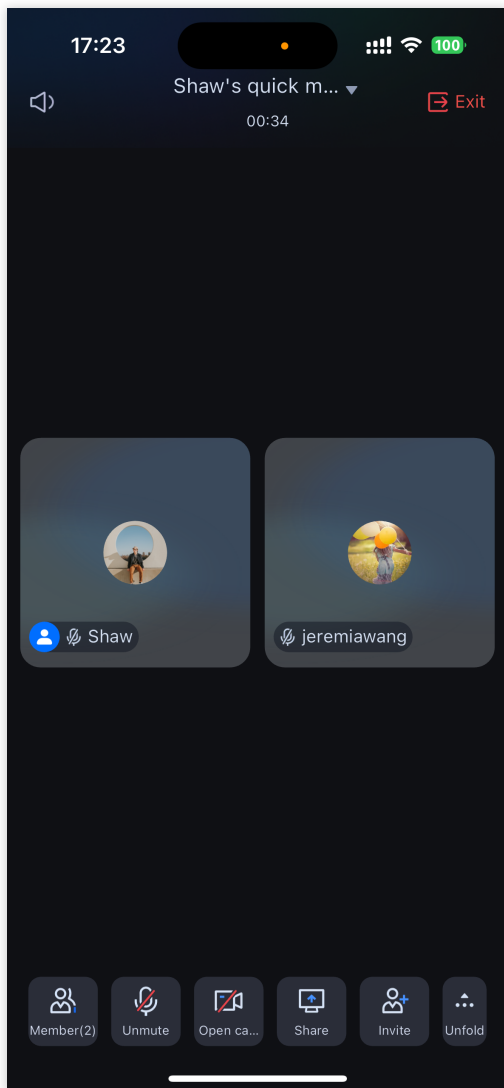 17:23
100
Shaw's quick m...
00:34
Exit
Shaw
jeremiawang
Member(2)
Unmute
Open ca...
Share
Invite
Unfold